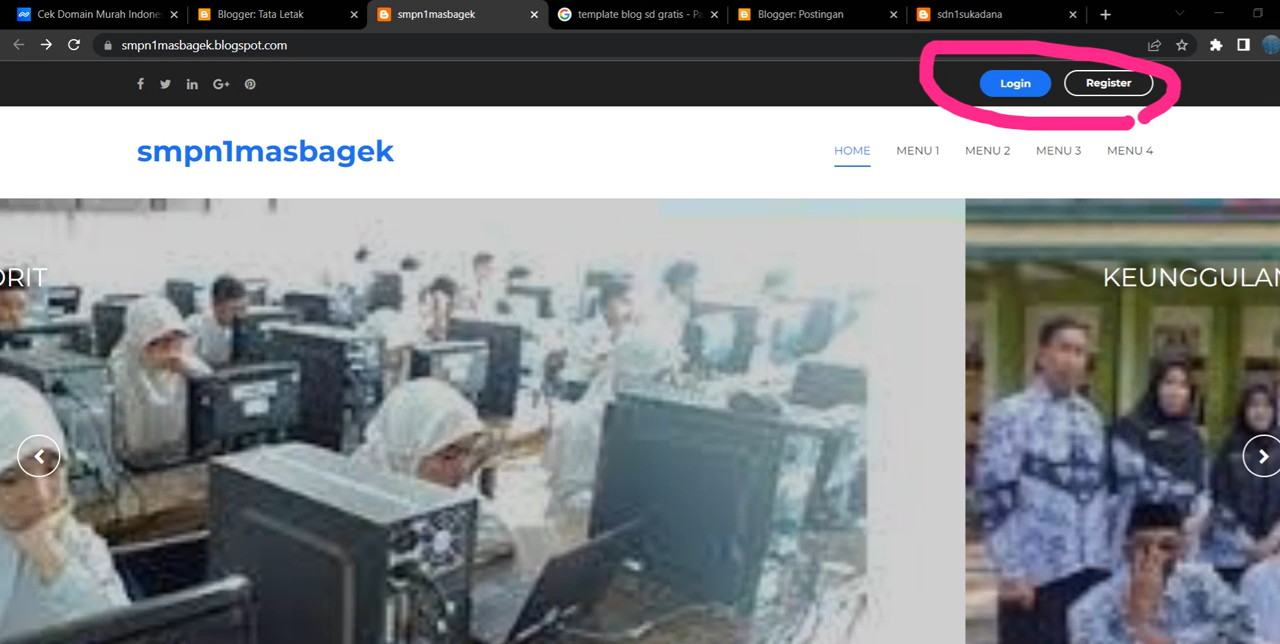 Cek Domain Murah Indones
Blogger: Tata Letak
smpn1masbagek
template blog sd gratis - Pe
Blogger: Postingan
sdn1sukadana
smpn1masbagek.blogspot.com
Login
Register
smpn1masbagek
HOME
MENU 1
MENU 2
MENU 3
MENU 4
ORIT
KEUNGGULAN